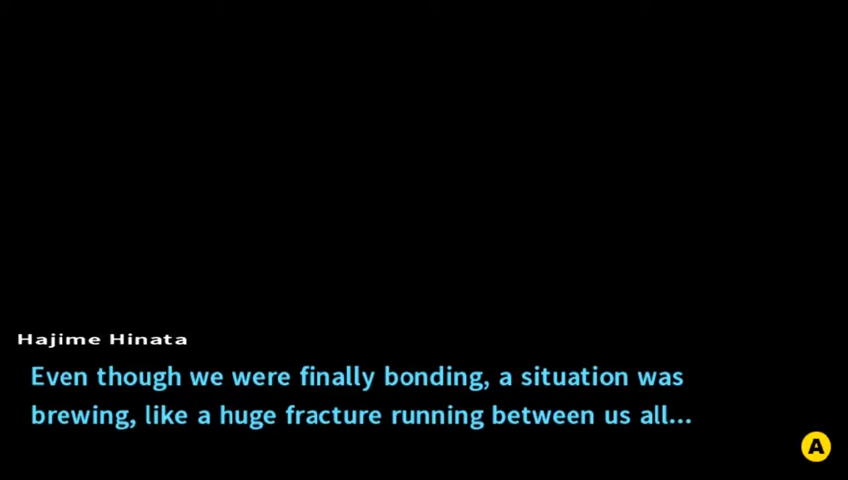 Hajime Hinata
Even though we were finally bonding, a situation was
brewing, like a huge fracture running between us all...
A